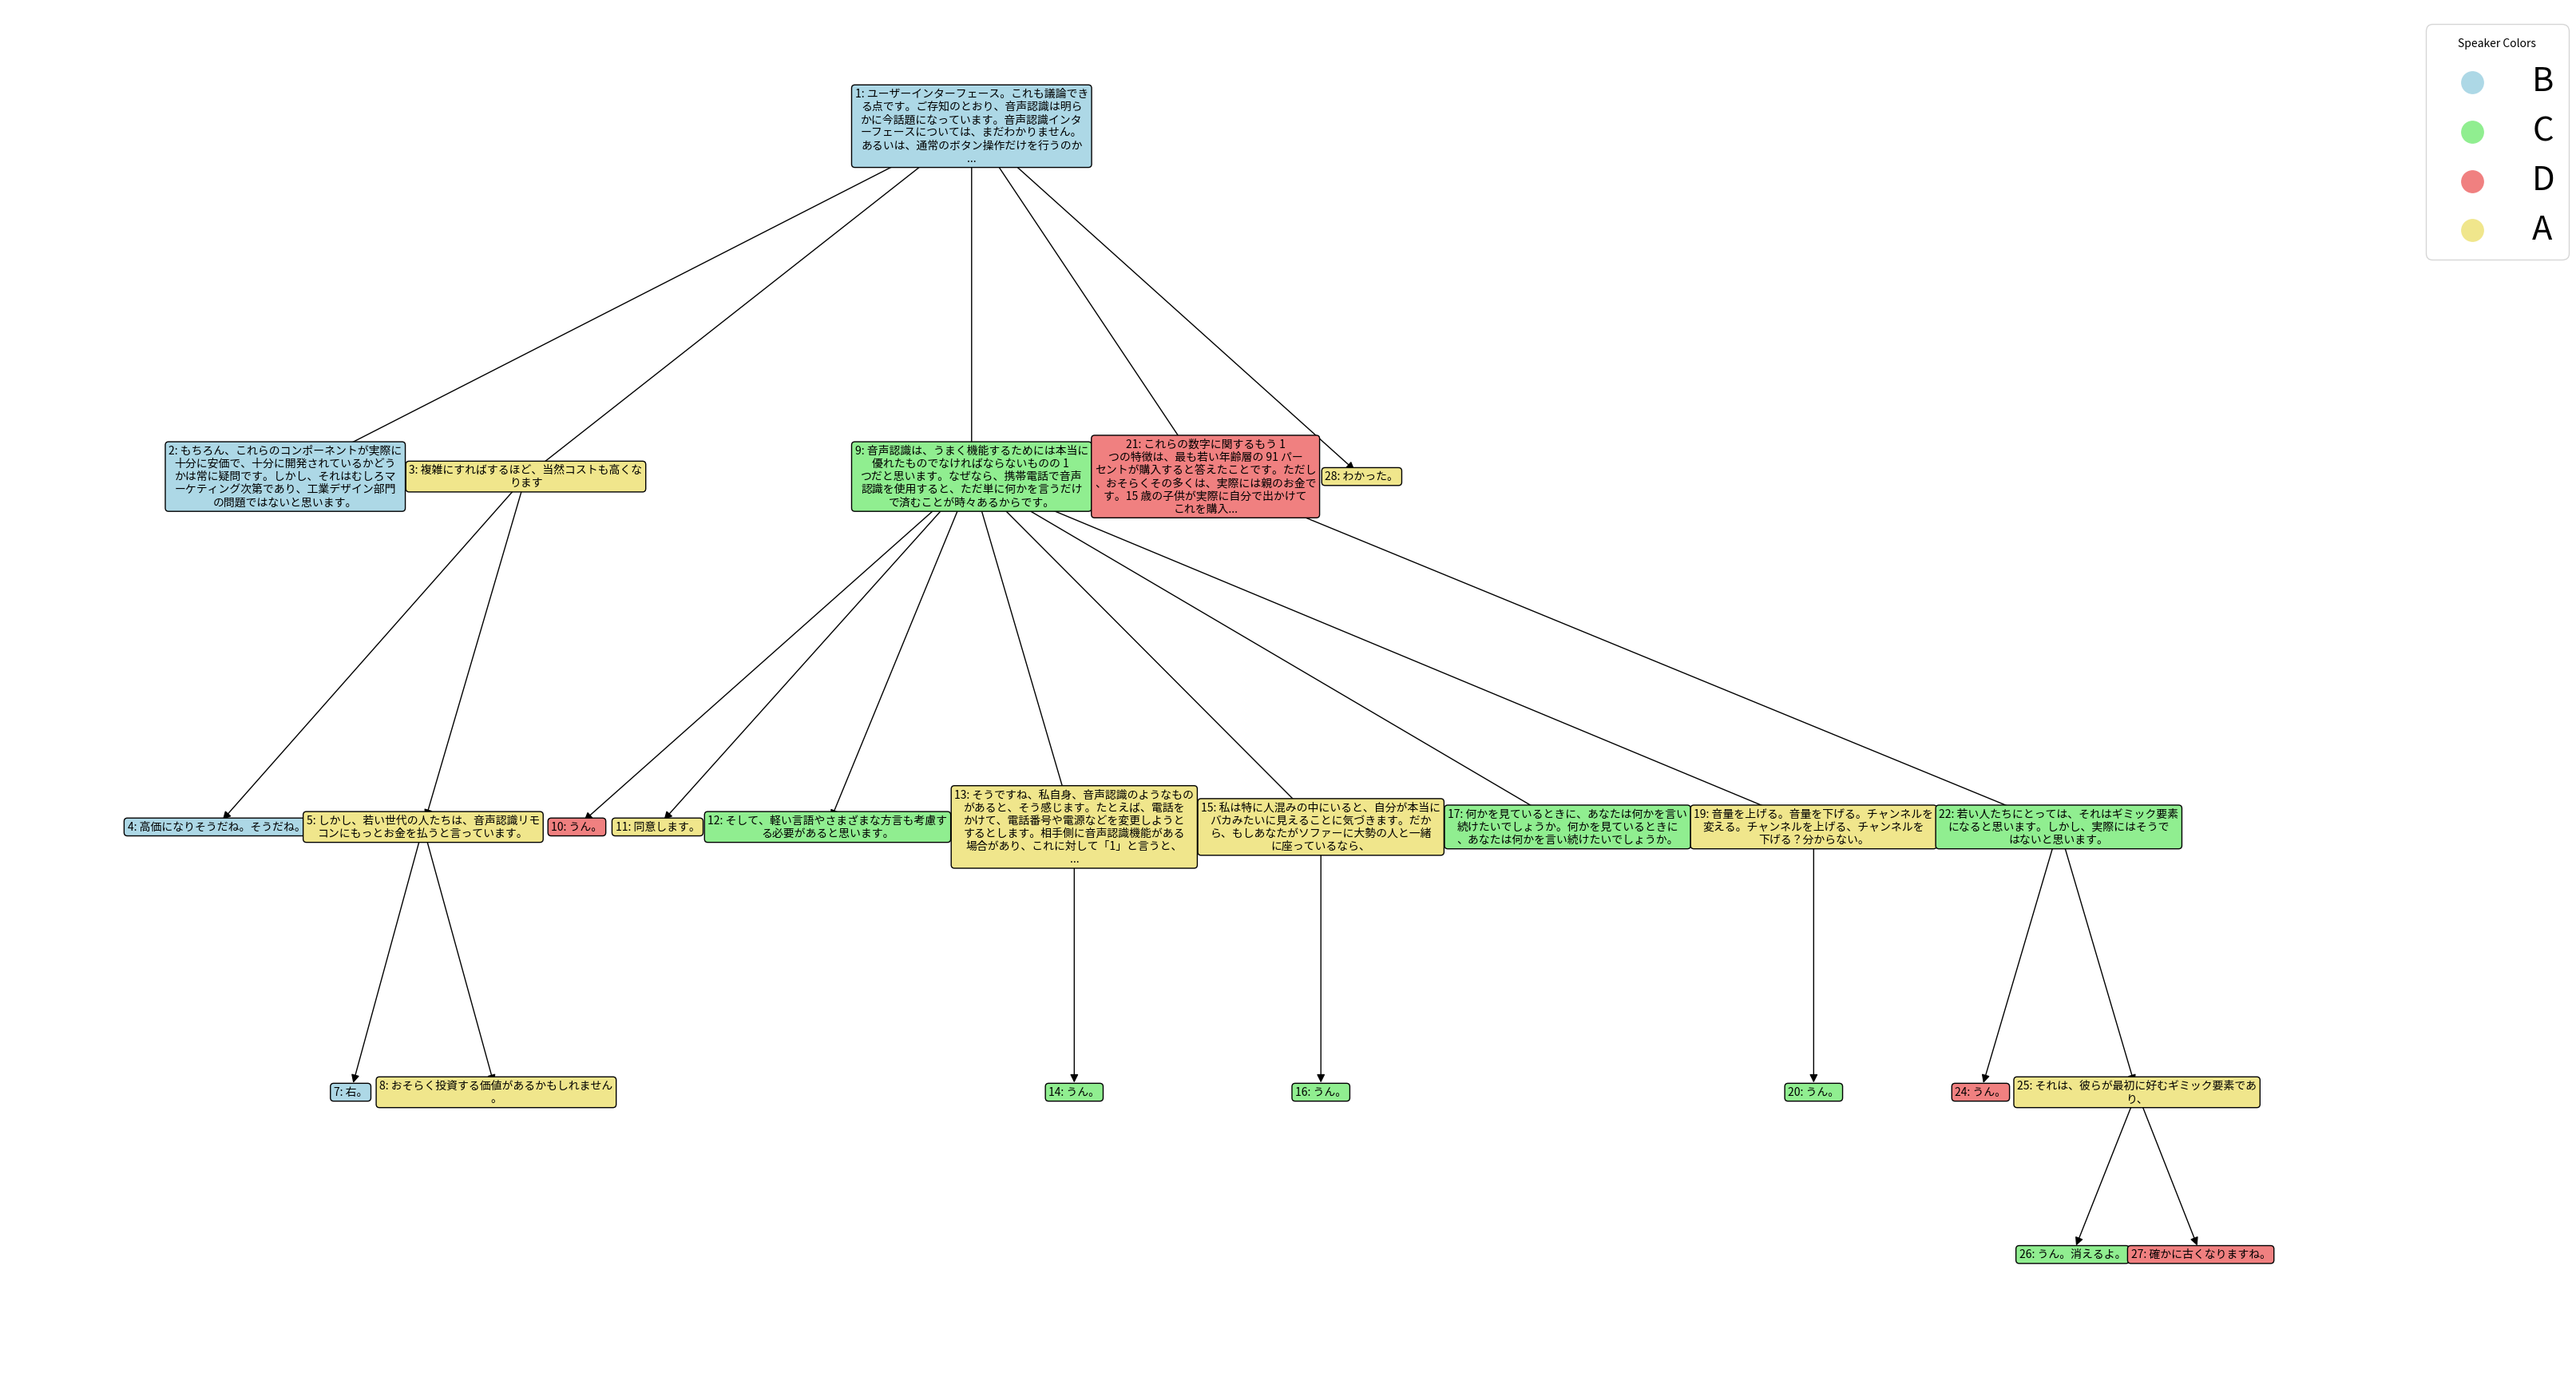 Speaker Colors
B
C
D
A
1: ユーザーインターフェース。これも議論でき
る点です。ご存知のとおり、音声認識は明ら
かに今話題になっています。音声認識インタ
ーフェースについては、まだわかりません。
あるいは、通常のボタン操作だけを行うのか
...
2: もちろん、これらのコンポーネントが実際に
十分に安価で、十分に開発されているかどう
かは常に疑問です。しかし、それはむしろマ
ーケティング次第であり、工業デザイン部門
の問題ではないと思います。
3: 複雑にすればするほど、当然コストも高くな
ります
9: 音声認識は、うまく機能するためには本当に
優れたものでなければならないものの 1
つだと思います。なぜなら、携帯電話で音声
認識を使用すると、ただ単に何かを言うだけ
で済むことが時々あるからです。
21: これらの数字に関するもう 1
つの特徴は、最も若い年齢層の 91 パー
セントが購入すると答えたことです。ただし
、おそらくその多くは、実際には親のお金で
す。15 歳の子供が実際に自分で出かけて
これを購入...
28: わかった。
4: 高価になりそうだね。そうだね。
5: しかし、若い世代の人たちは、音声認識リモ
コンにもっとお金を払うと言っています。
10: うん。
11: 同意します。
12: そして、軽い言語やさまざまな方言も考慮す
る必要があると思います。
13: そうですね、私自身、音声認識のようなもの
があると、そう感じます。たとえば、電話を
かけて、電話番号や電源などを変更しようと
するとします。相手側に音声認識機能がある
場合があり、これに対して「1」と言うと、
...
15: 私は特に人混みの中にいると、自分が本当に
バカみたいに見えることに気づきます。だか
ら、もしあなたがソファーに大勢の人と一緒
に座っているなら、
17: 何かを見ているときに、あなたは何かを言い
続けたいでしょうか。何かを見ているときに
、あなたは何かを言い続けたいでしょうか。
19: 音量を上げる。音量を下げる。チャンネルを
変える。チャンネルを上げる、チャンネルを
下げる？分からない。
22: 若い人たちにとっては、それはギミック要素
になると思います。しかし、実際にはそうで
はないと思います。
7: 右。
8: おそらく投資する価値があるかもしれません
。
14: うん。
16: うん。
20: うん。
24: うん。
25: それは、彼らが最初に好むギミック要素であ
り、
26: うん。消えるよ。
27: 確かに古くなりますね。